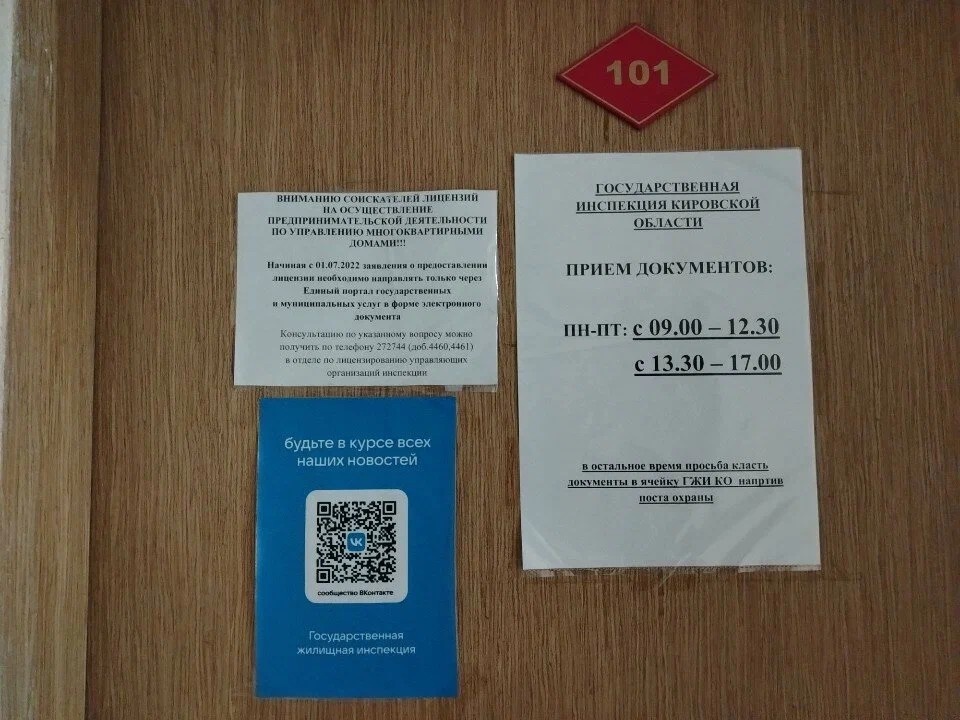 101
ВНИМАНИЮ СОИСКАТЕЛЕЙ ЛИЦЕНЗИЙ
НА ОСУЩЕСТВЛЕНИЕ
ПРЕДПРИНИМАТЕЛЬСКОЙ ДЕЯТЕЛЬНОСТИ
ПО УПРАВЛЕНИЮ МНОГОКВАРТИРНЫМИ
ДОМАМИ!!!
Начиная с 01.07.2022 заявления о предоставлении
лицензии необходимо направлять только через
Единый портал государственных
и муниципальных услуг в форме электронного
документа
Консультацию по указанному вопросу можно
получить по телефону 272744 (доб.4460,4461)
в отделе по лицензированию управляющих
организаций инспекции
ГОСУДАРСТВЕННАЯ
ИНСПЕКЦИЯ КИРОВСКОЙ
ОБЛАСТИ
ПРИЕМ ДОКУМЕНТОВ:
ПН-ПТ: с 09.00 – 12.30
с 13.30 – 17.00
в остальное время просьба класть
документы в ячейку ГЖИ КО напртив
поста охраны
будьте в курсе всех
наших новостей
VK
сообщество ВКонтакте
Государственная
жилищная инспекция